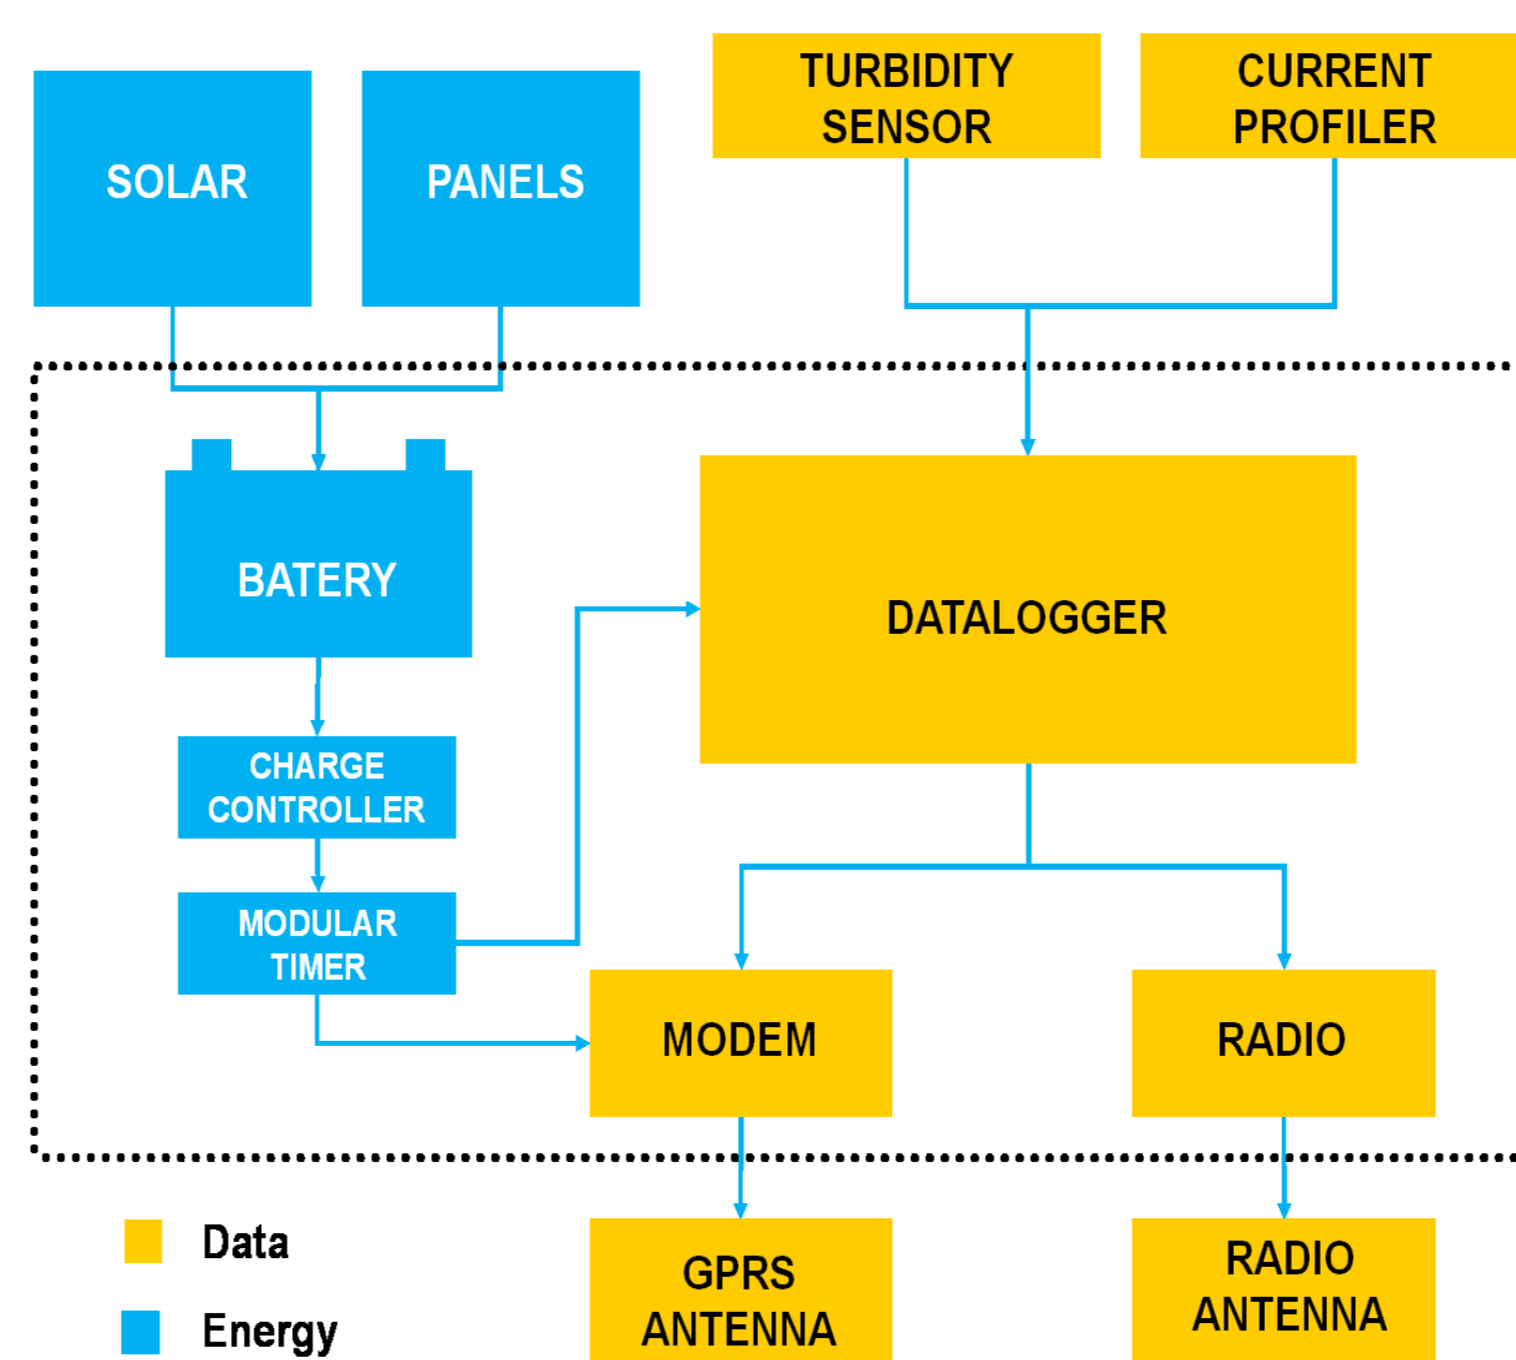 SOLAR
PANELS
TURBIDITY
SENSOR
CURRENT
PROFILER
BATERY
DATALOGGER
CHARGE
CONTROLLER
MODULAR
TIMER
MODEM
RADIO
GPRS
ANTENNA
RADIO
ANTENNA
Data
Energy